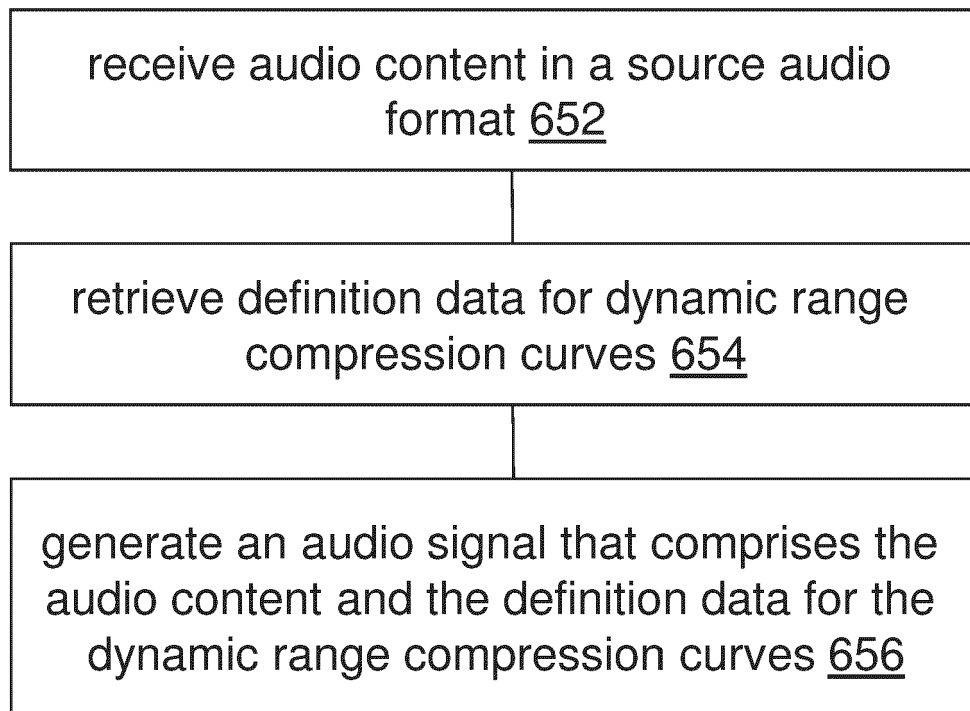 receive audio content in a source audio
format 652
retrieve definition data for dynamic range
compression curves 654
generate an audio signal that comprises the
audio content and the definition data for the
dynamic range compression curves 656